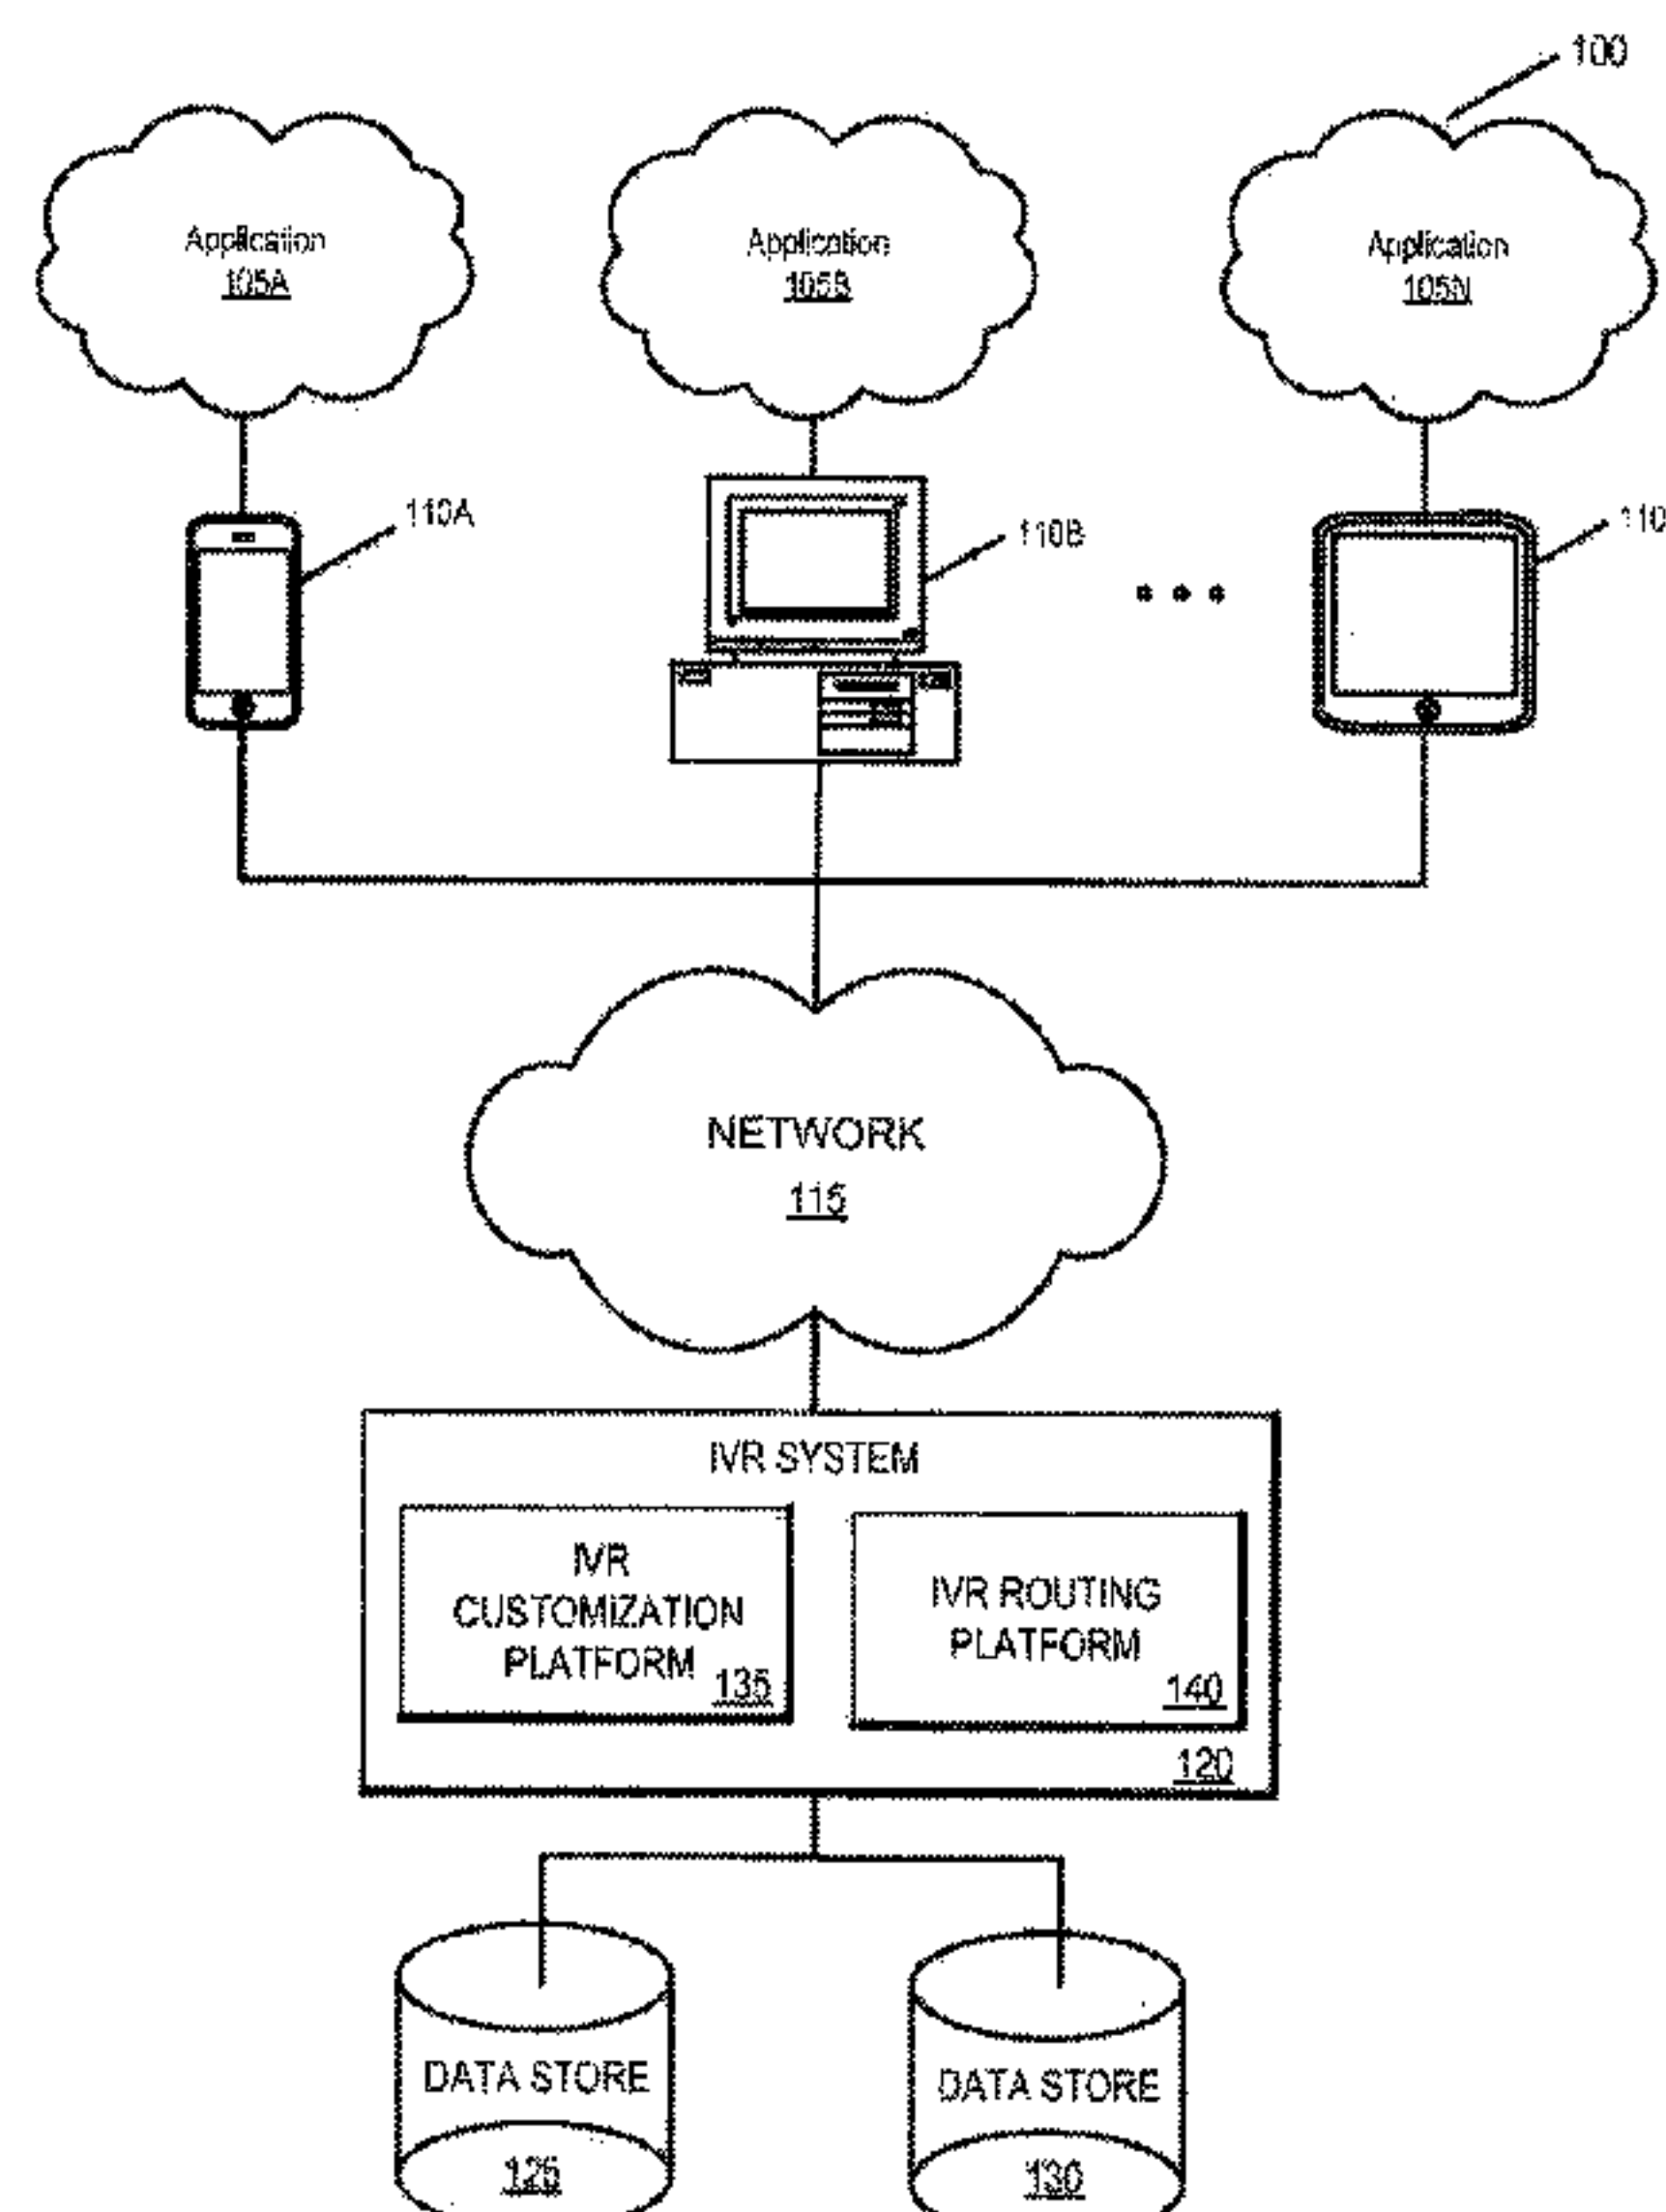 100
Application
105A
Application
105B
Application
105N
110A
110B
110
NETWORK
115
IVR SYSTEM
IVR
CUSTOMIZATION
PLATFORM
135
IVR ROUTING
PLATFORM
140
120
DATA STORE
125
DATA STORE
130